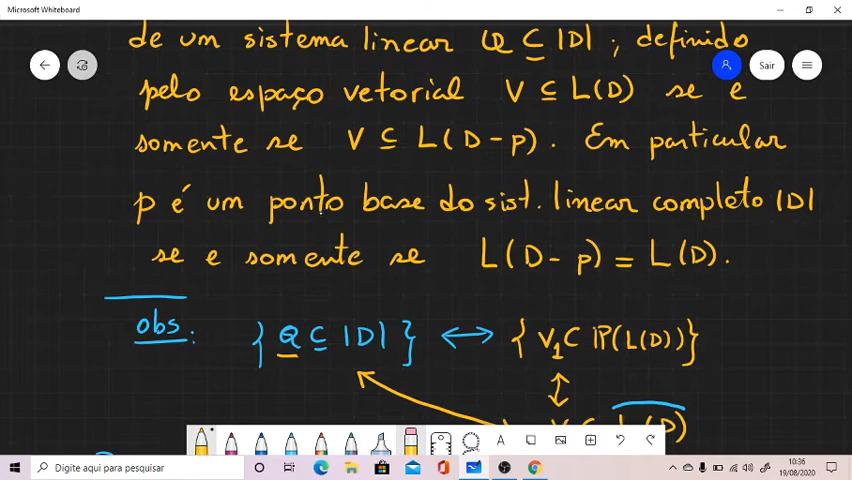 Microsoft Whiteboard
de um sistema linear Q ⊆ |D| ; definido
Sair
pelo espaço vetorial V ⊆ L(D) se e
somente se V ⊆ L(D-p). Em particular
p é um ponto base do sist. linear completo |D|
se e somente se L(D-p) = L(D).
obs: { Q ⊆ |D| } ↔ { V₁ ⊂ ℙ(L(D)) }
L(D)
Digite aqui para pesquisar
10:36
19/08/2020